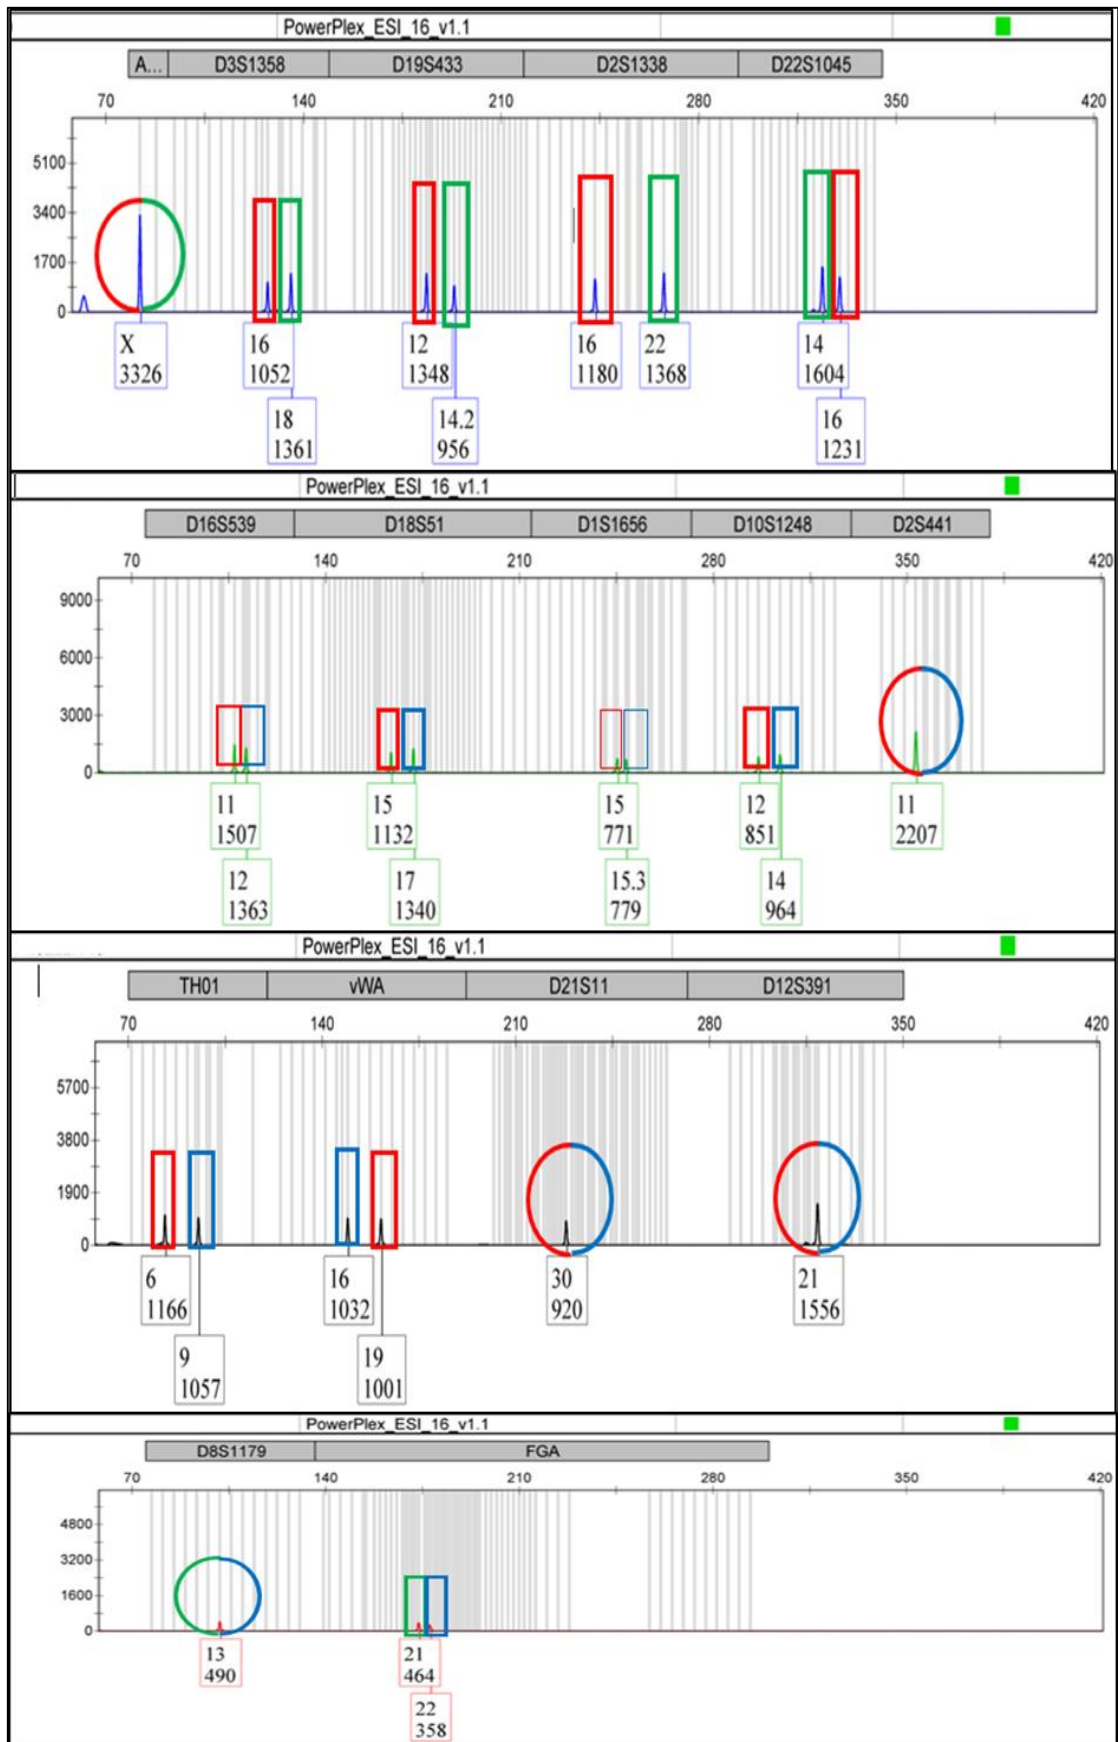 PowerPlex_ESI_16_v1.1
A... D3S1358 D19S433 D2S1338 D22S1045
70 140 210 280 350 420
5100
3400
1700
0
X 16 12 16 22 14
3326 1052 1348 1180 1368 1604
18 14.2 16
1361 956 1231
PowerPlex_ESI_16_v1.1
D16S539 D18S51 D1S1656 D10S1248 D2S441
70 140 210 280 350 420
9000
6000
3000
0
11 15 15 12 11
1507 1132 771 851 2207
12 17 15.3 14
1363 1340 779 964
PowerPlex_ESI_16_v1.1
TH01 vWA D21S11 D12S391
70 140 210 280 350 420
5700
3800
1900
0
6 16 30 21
1166 1032 920 1556
9 19
1057 1001
PowerPlex_ESI_16_v1.1
D8S1179 FGA
70 140 210 280 350 420
4800
3200
1600
0
13 21
490 464
22
358